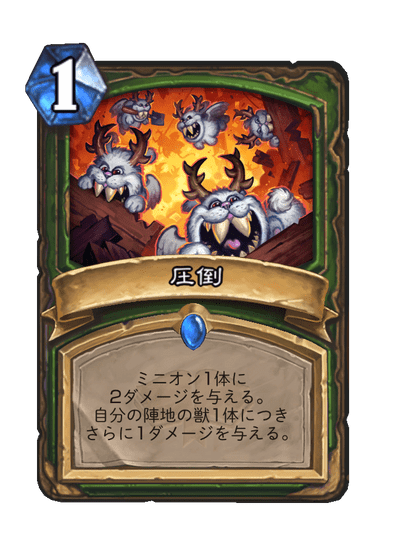 1
圧倒
ミニオン1体に
2ダメージを与える。
自分の陣地の獣1体につき
さらに1ダメージを与える。